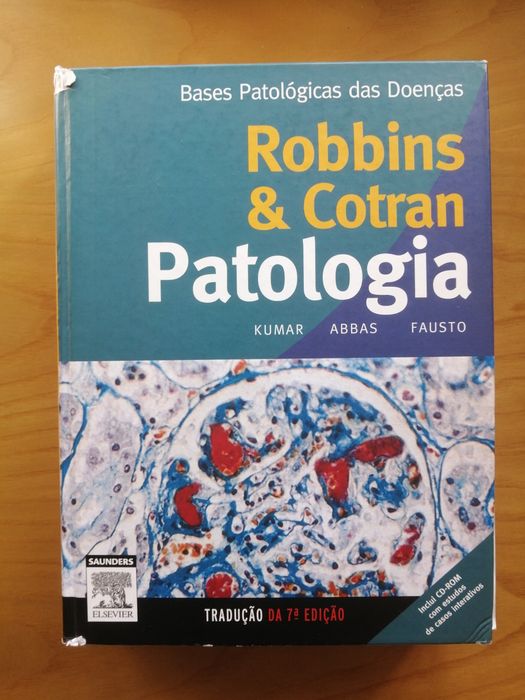 Bases Patológicas das Doenças
Robbins
& Cotran
Patologia
KUMAR ABBAS FAUSTO
SAUNDERS
ELSEVIER
TRADUÇÃO DA 7ª EDIÇÃO
Inclui CD-ROM
com estudos
de casos interativos